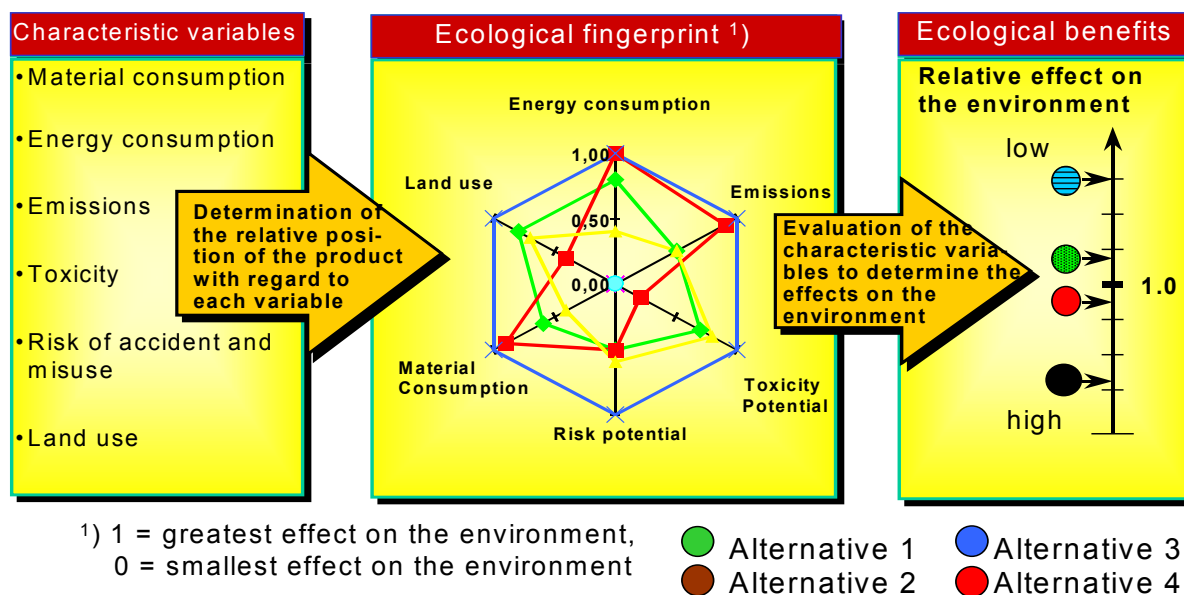 Characteristic variables
•Material consumption
•Energy consumption
•Emissions
•Toxicity
•Risk of accident and
misuse
•Land use
Determination of
the relative posi-
tion of the product
with regard to
each variable
Ecological fingerprint ¹)
Energy consumption
1,00
Land use
Emissions
0,50
0,00
Material
Consumption
Toxicity
Potential
Risk potential
Evaluation of the
characteristic varia-
bles to determine the
effects on the
environment
Ecological benefits
Relative effect on
the environment
low
1.0
high
¹) 1 = greatest effect on the environment,
0 = smallest effect on the environment
Alternative 1
Alternative 2
Alternative 3
Alternative 4